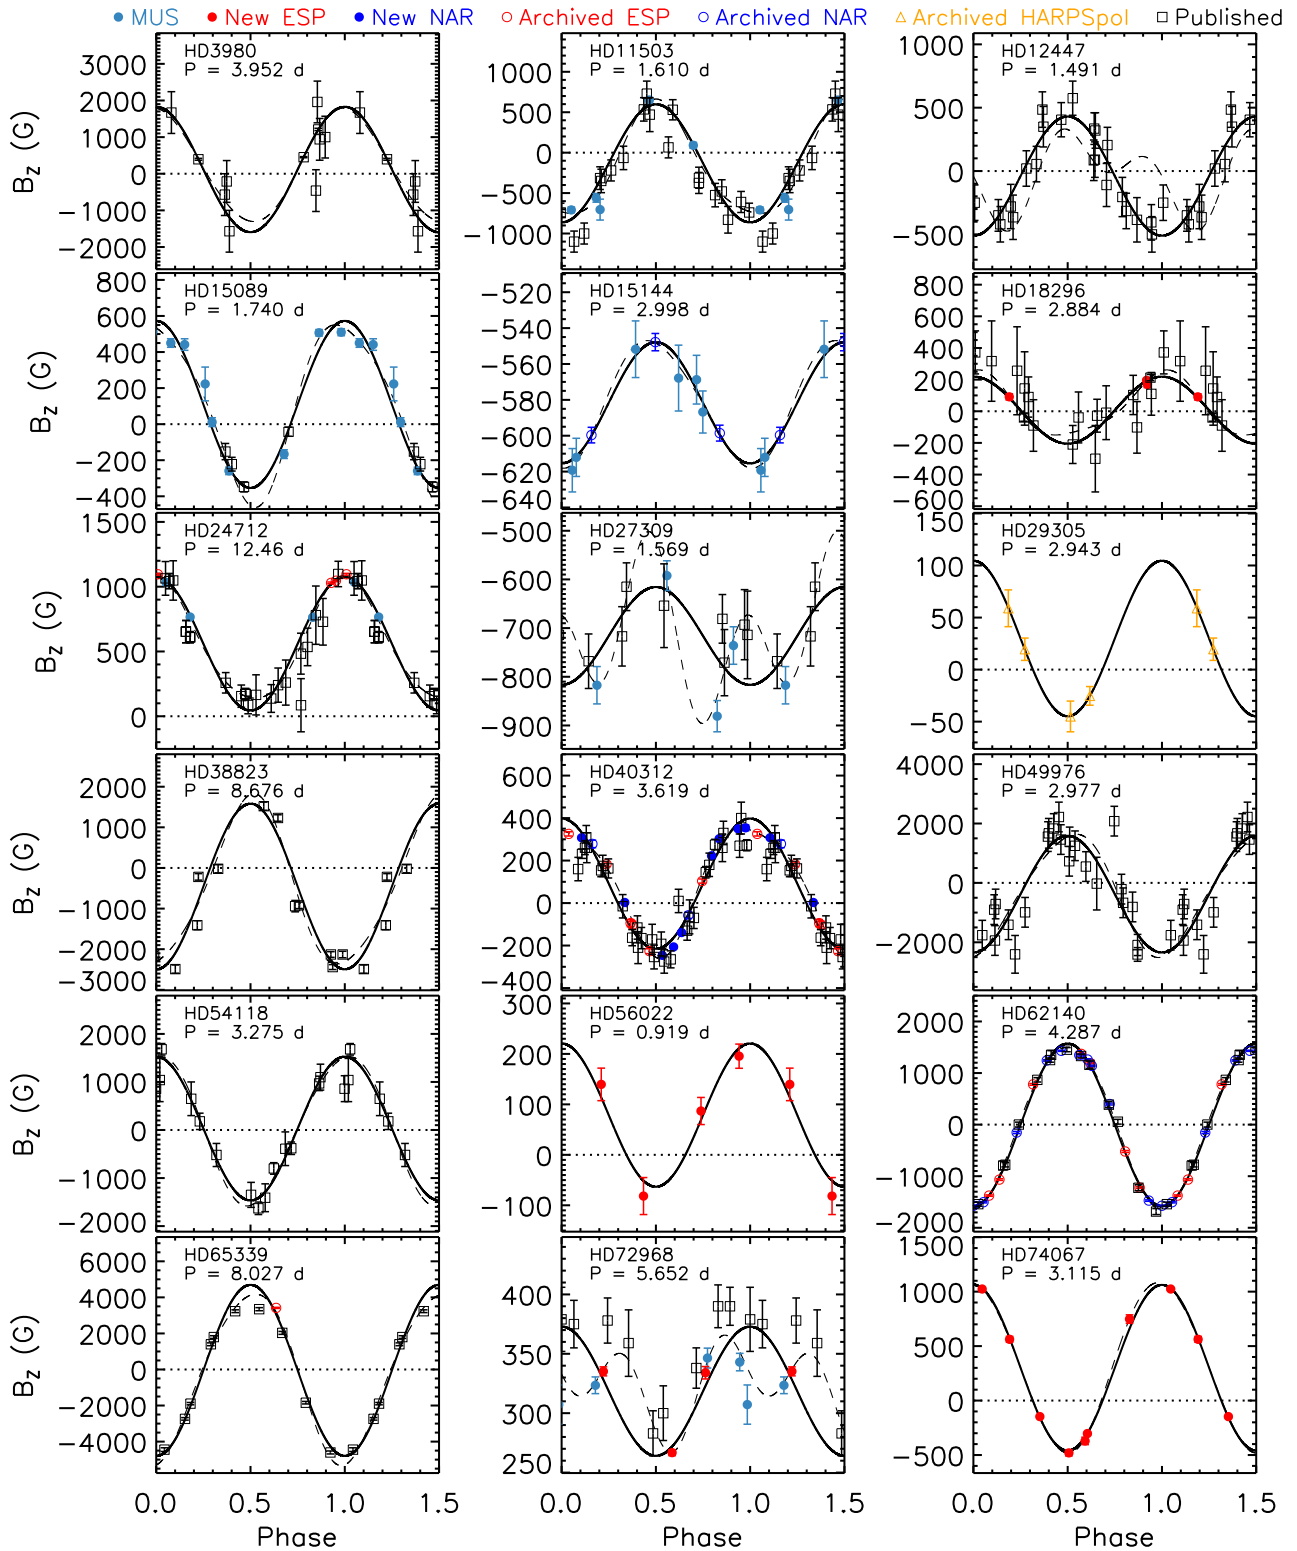 MUS New ESP New NAR Archived ESP Archived NAR Archived HARPSpol Published
HD3980
P = 3.952 d
3000
2000
1000
0
−1000
−2000
Bz (G)
HD11503
P = 1.610 d
1000
500
0
−500
−1000
HD12447
P = 1.491 d
1000
500
0
−500
HD15089
P = 1.740 d
800
600
400
200
0
−200
−400
Bz (G)
HD15144
P = 2.998 d
−520
−540
−560
−580
−600
−620
−640
HD18296
P = 2.884 d
800
600
400
200
0
−200
−400
−600
HD24712
P = 12.46 d
1500
1000
500
0
Bz (G)
HD27309
P = 1.569 d
−500
−600
−700
−800
−900
HD29305
P = 2.943 d
150
100
50
0
−50
HD38823
P = 8.676 d
2000
1000
0
−1000
−2000
−3000
Bz (G)
HD40312
P = 3.619 d
600
400
200
0
−200
−400
HD49976
P = 2.977 d
4000
2000
0
−2000
HD54118
P = 3.275 d
2000
1000
0
−1000
−2000
Bz (G)
HD56022
P = 0.919 d
300
200
100
0
−100
HD62140
P = 4.287 d
2000
1000
0
−1000
−2000
HD65339
P = 8.027 d
6000
4000
2000
0
−2000
−4000
Bz (G)
HD72968
P = 5.652 d
400
350
300
250
HD74067
P = 3.115 d
1500
1000
500
0
−500
0.0 0.5 1.0 1.5
Phase
0.0 0.5 1.0 1.5
Phase
0.0 0.5 1.0 1.5
Phase